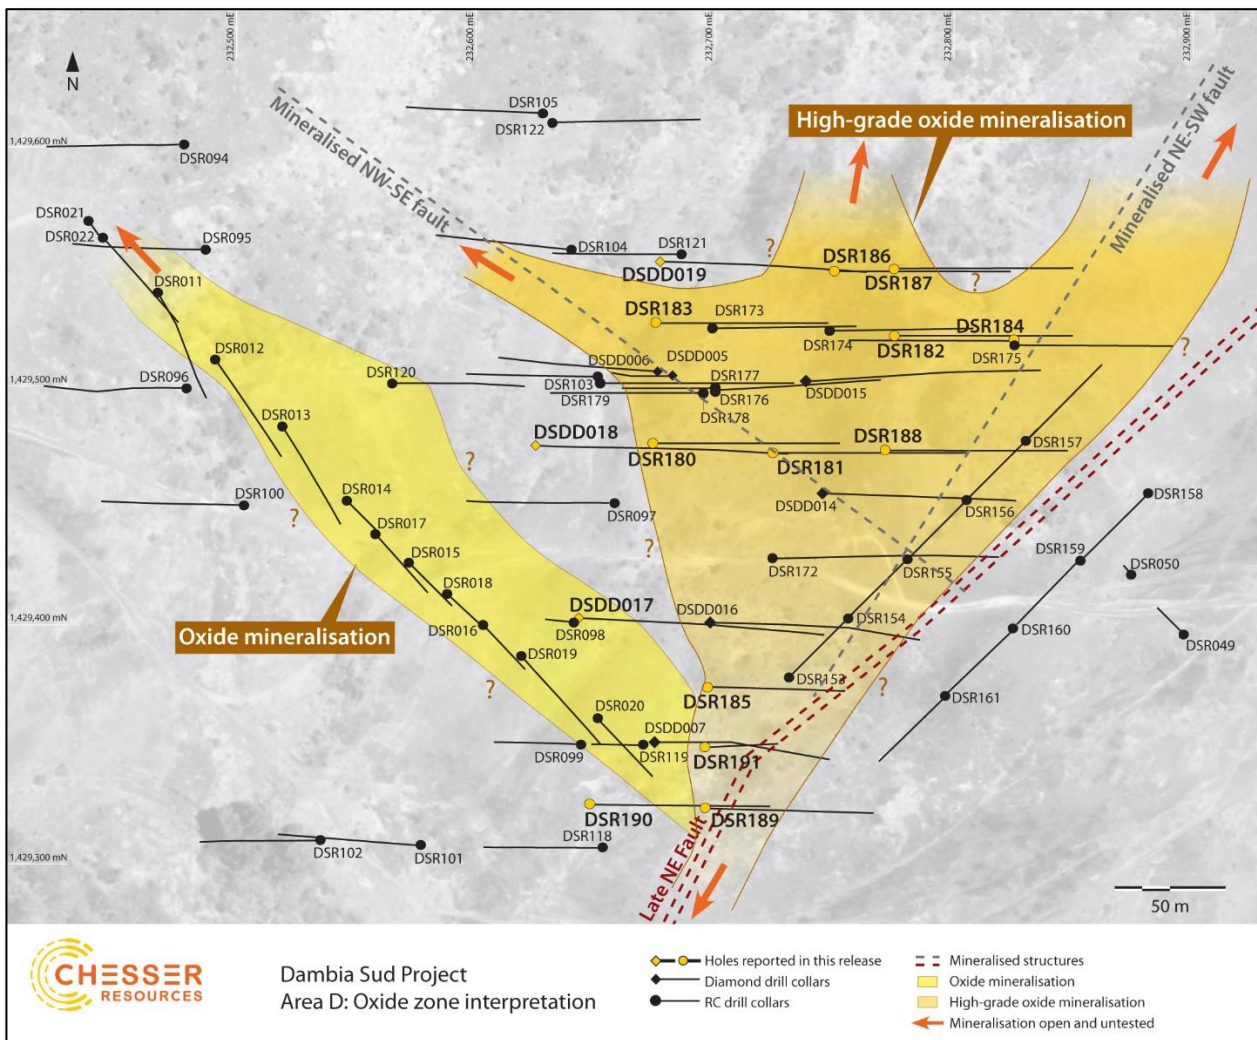 232,500 mE
232,600 mE
232,700 mE
232,800 mE
232,900 mE
N
DSR105
DSR122
Mineralised NW-SE fault
High-grade oxide mineralisation
Mineralised NE-SW fault
1,429,600 mN
DSR094
DSR021
DSR022
DSR095
DSR104
DSR121
?
DSR186
DSDD019
DSR187
?
DSR011
DSR183
DSR173
DSR184
DSR174
DSR182
DSR175
?
DSR012
DSDD006
DSDD005
1,429,500 mN
DSR096
DSR120
DSR103
DSR177
DSR179
DSR176
DSDD015
DSR178
DSR013
DSDD018
DSR188
DSR157
DSR180
DSR181
?
DSR100
DSR014
DSR097
DSDD014
DSR156
DSR158
?
DSR017
?
DSR015
DSR172
DSR155
DSR159
DSR050
DSR018
DSDD017
DSDD016
1,429,400 mN
Oxide mineralisation
DSR016
DSR098
DSR154
DSR160
DSR049
DSR019
?
DSR153
?
DSR185
DSR161
DSR020
DSDD007
DSR099
DSR119
DSR191
DSR190
DSR189
DSR118
1,429,300 mN
DSR102
DSR101
Late NE Fault
50 m
CHESSER
RESOURCES
Dambia Sud Project
Area D: Oxide zone interpretation
Holes reported in this release
Diamond drill collars
RC drill collars
Mineralised structures
Oxide mineralisation
High-grade oxide mineralisation
Mineralisation open and untested